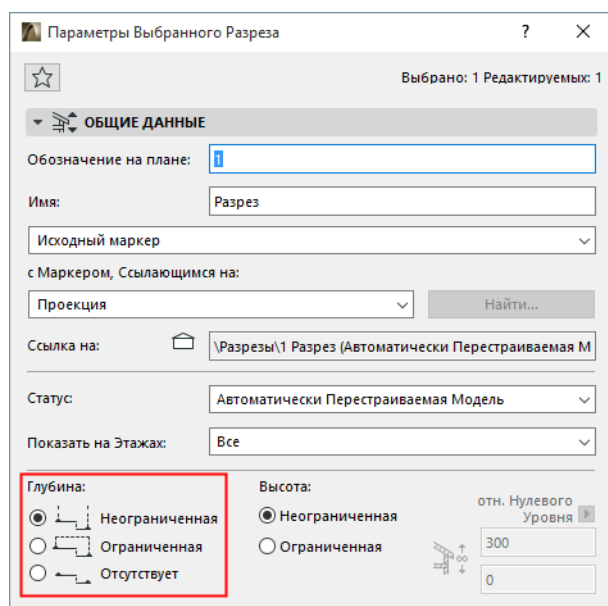 Параметры Выбранного Разреза
Выбрано: 1 Редактируемых: 1
ОБЩИЕ ДАННЫЕ
Обозначение на плане: 1
Имя: Разрез
Исходный маркер
с Маркером, Ссылающимся на:
Проекция Найти...
Ссылка на: \Разрезы\1 Разрез (Автоматически Перестраиваемая М
Статус: Автоматически Перестраиваемая Модель
Показать на Этажах: Все
Глубина:
Неограниченная
Ограниченная
Отсутствует
Высота:
Неограниченная
Ограниченная
отн. Нулевого
Уровня
300
0